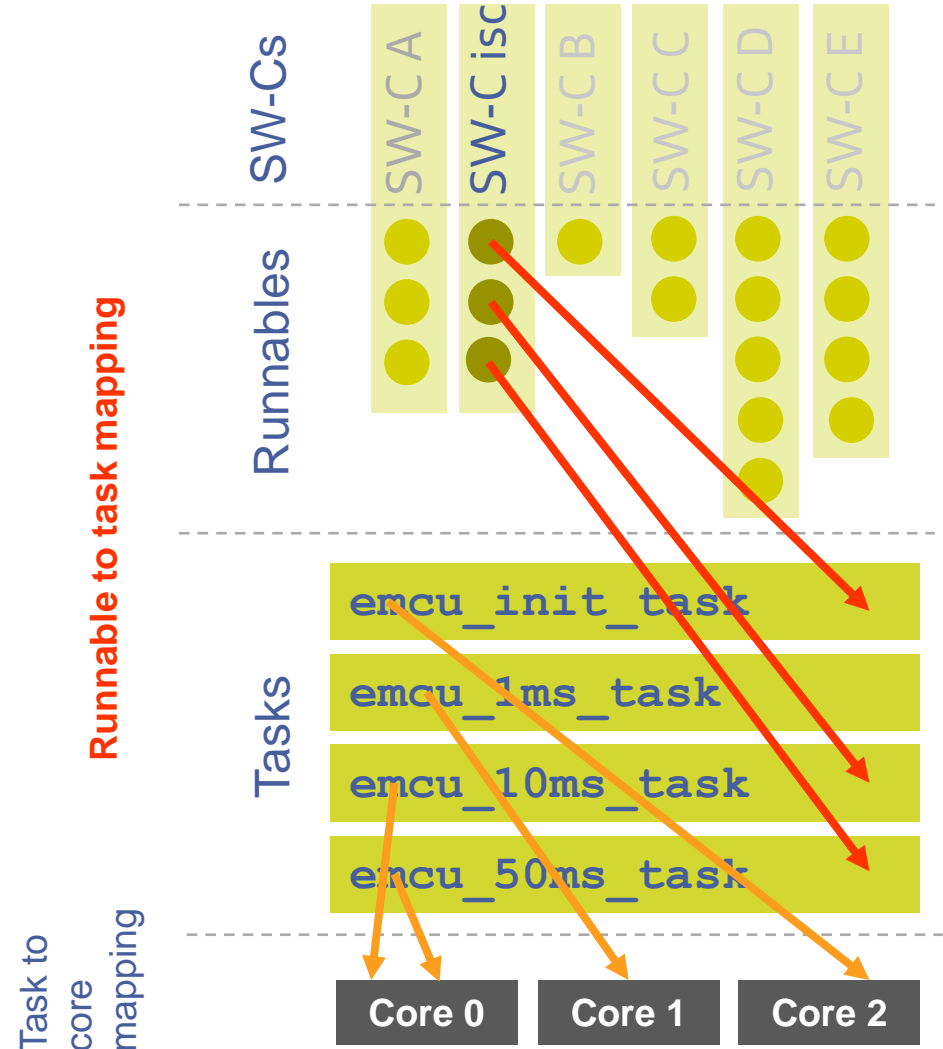 SW-Cs
SW-C A
SW-C isc
SW-C B
SW-C C
SW-C D
SW-C E
Runnables
Runnable to task mapping
Tasks
emcu_init_task
emcu_1ms_task
emcu_10ms_task
emcu_50ms_task
Task to
core
mapping
Core 0
Core 1
Core 2